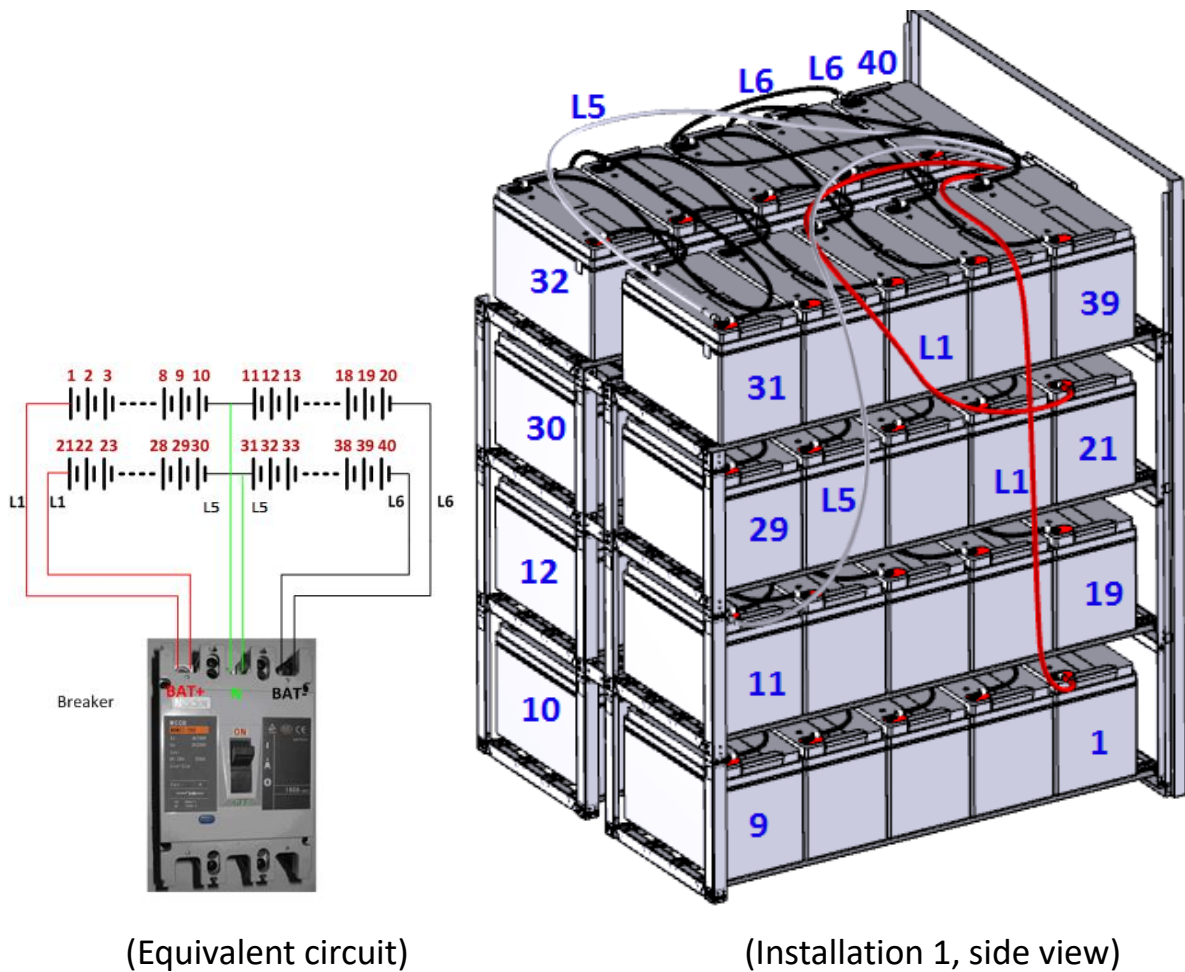 L6 40
L6
L5
32
39
L1
31
30
21
L5
L1
29
12
19
11
10
1
9
1 2 3 8 9 10 11 12 13 18 19 20
2122 23 28 29 30 31 32 33 38 39 40
L1 L1 L5 L5 L6 L6
Breaker
BAT+ BAT-
ON
(Equivalent circuit) (Installation 1, side view)